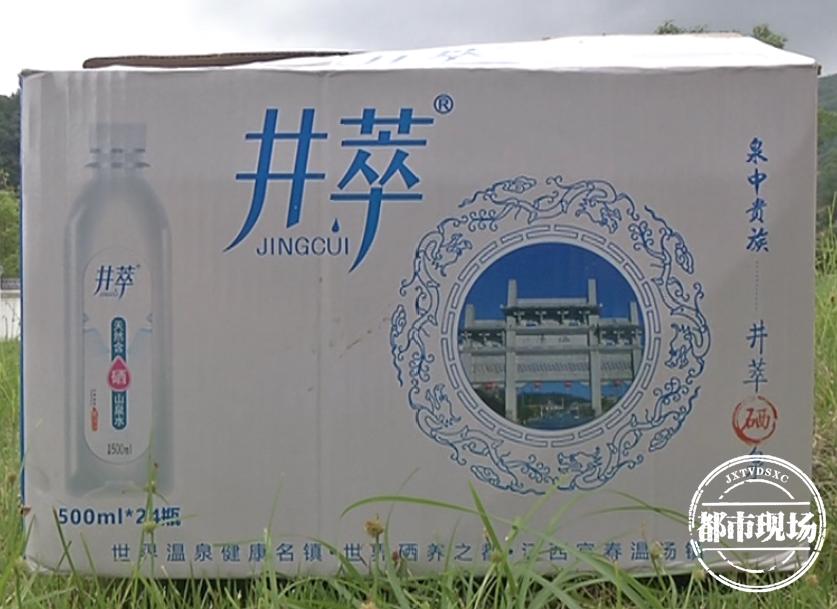 井萃®
JINGCUI
井萃
JINGCUI
天然含
硒
山泉水
500ml
500ml*24瓶
泉中贵族……井萃
硒
世界温泉健康名镇·世界硒养之都·江西宜春温汤镇
JXTVDSXC
都市现场